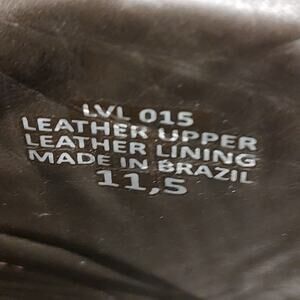 LVL 015
LEATHER UPPER
LEATHER LINING
MADE IN BRAZIL
11,5